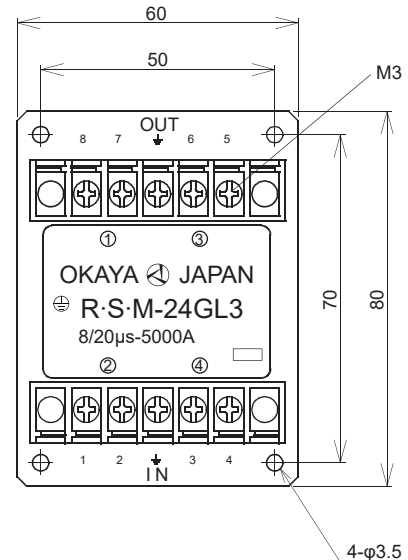 60
50
M3
OUT
8 7 6 5
① ③
OKAYA JAPAN
R·S·M-24GL3
8/20μs-5000A
② ④
70
80
1 2 3 4
IN
4-φ3.5